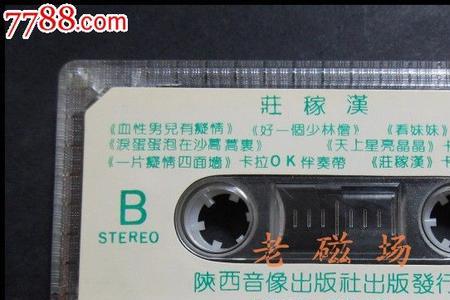 7788.com
莊稼漢
《血性男兒有癡情》《好一個少林僧》《看妹妹
《淚蛋蛋泡在沙蒿蒿裏 《天上星亮晶晶》卡
《一片癡情四面墻》卡拉OK伴奏帶 《莊稼漢》卡
B
STEREO
老磁场
陝西音像出版社出版發行